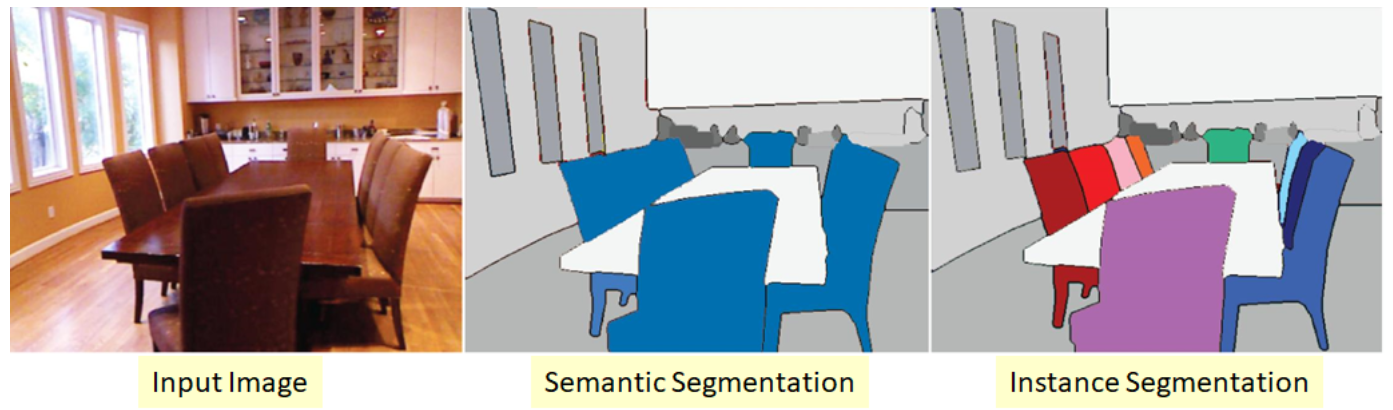 Input Image
Semantic Segmentation
Instance Segmentation